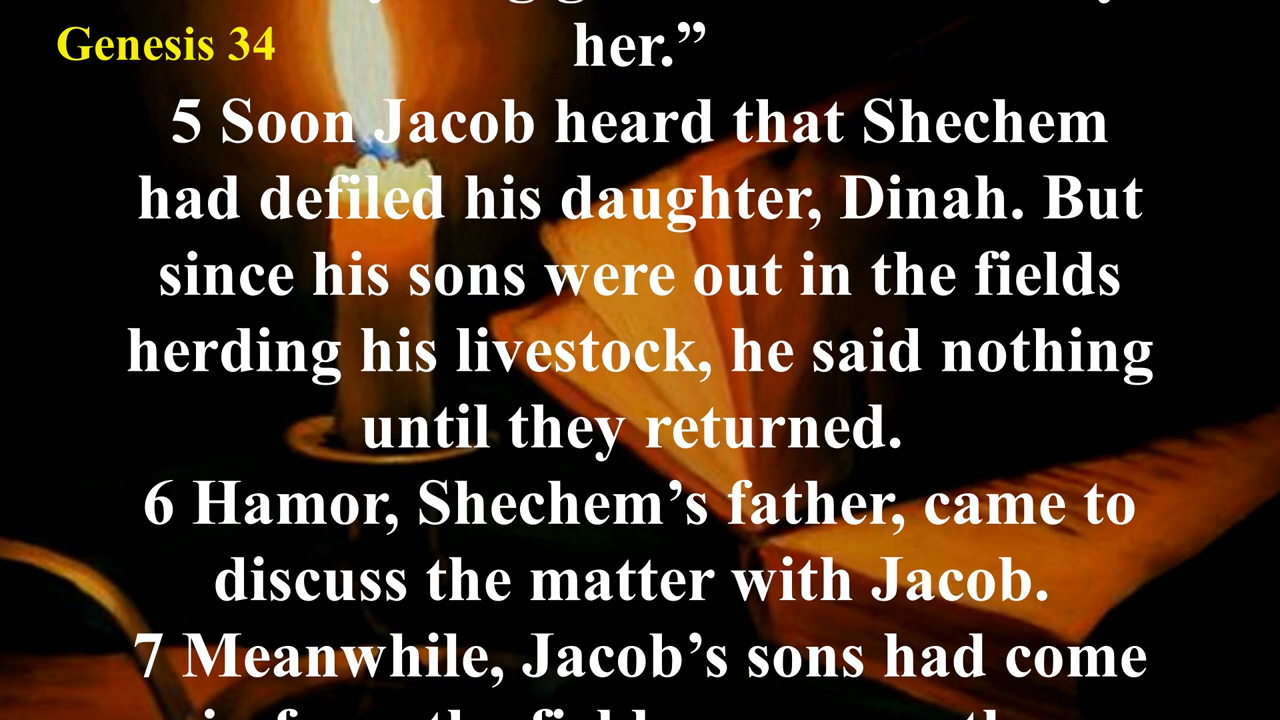 Genesis 34
her.”
5 Soon Jacob heard that Shechem
had defiled his daughter, Dinah. But
since his sons were out in the fields
herding his livestock, he said nothing
until they returned.
6 Hamor, Shechem’s father, came to
discuss the matter with Jacob.
7 Meanwhile, Jacob’s sons had come